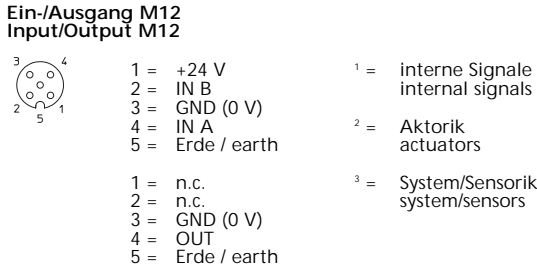 Ein-/Ausgang M12
Input/Output M12
3 4
2 1
5
1 = +24 V
2 = IN B
3 = GND (0 V)
4 = IN A
5 = Erde / earth
1 = n.c.
2 = n.c.
3 = GND (0 V)
4 = OUT
5 = Erde / earth
¹ = interne Signale
internal signals
² = Aktorik
actuators
³ = System/Sensorik
system/sensors